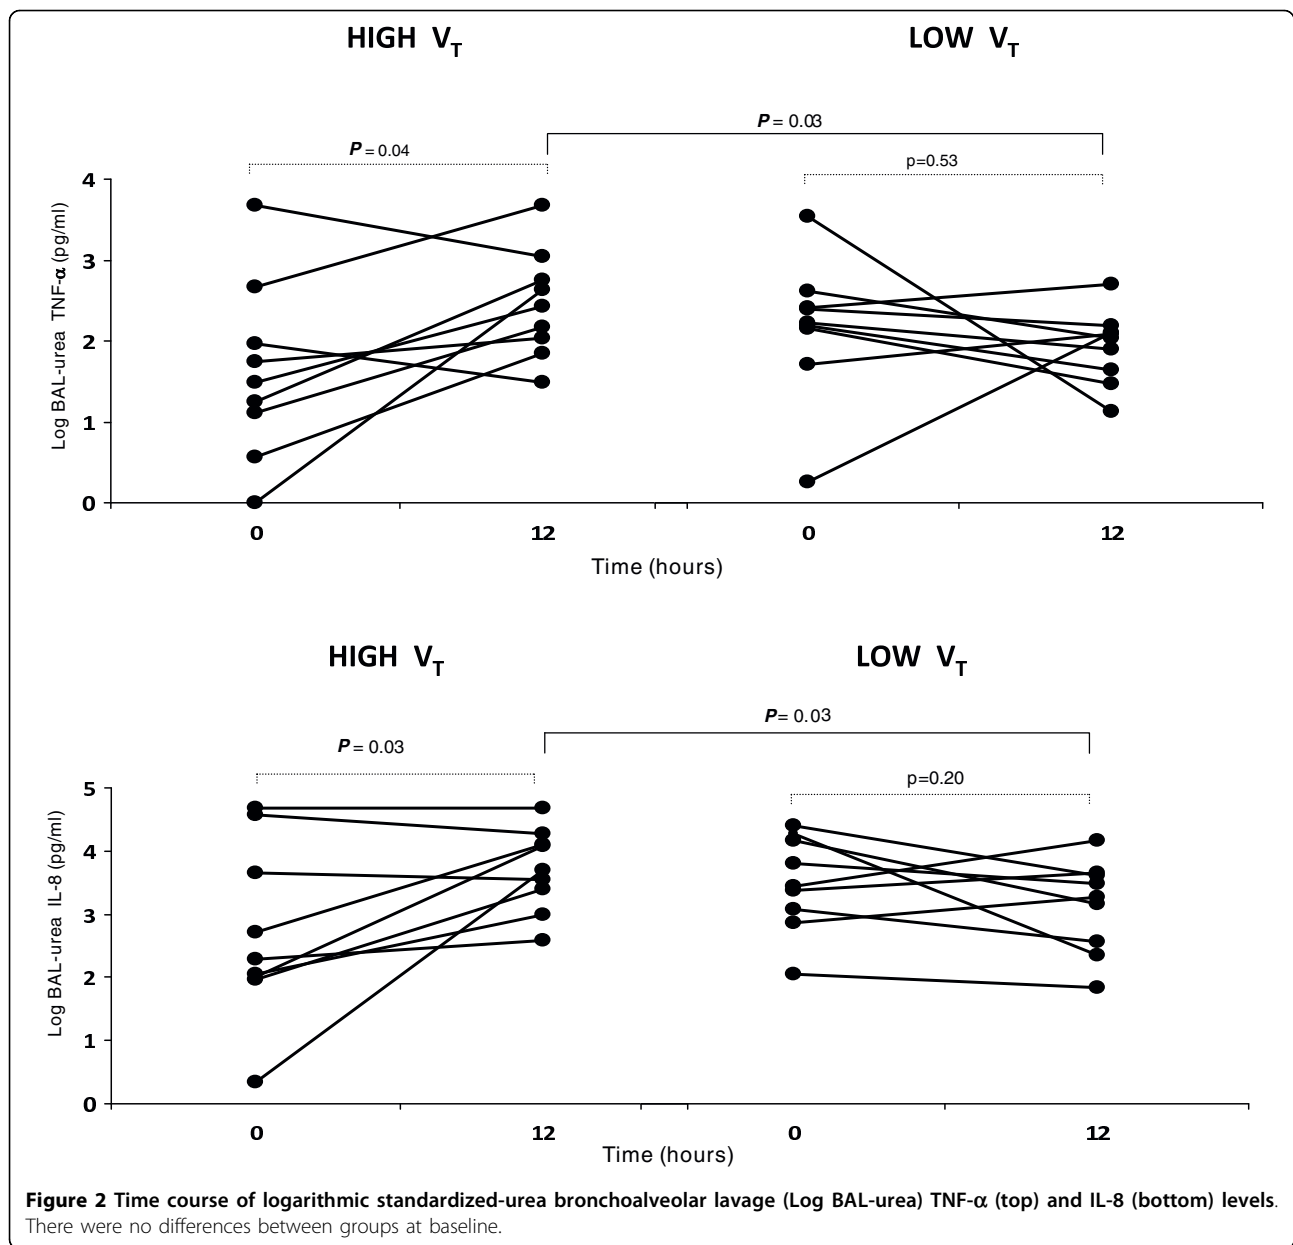 HIGH VT LOW VT
P = 0.03
P = 0.04 p=0.53
Log BAL-urea TNF-α (pg/ml)
4
3
2
1
0
0 12 0 12
Time (hours)
HIGH VT LOW VT
P = 0.03
P = 0.03 p=0.20
Log BAL-urea IL-8 (pg/ml)
5
4
3
2
1
0
0 12 0 12
Time (hours)
Figure 2 Time course of logarithmic standardized-urea bronchoalveolar lavage (Log BAL-urea) TNF-α (top) and IL-8 (bottom) levels.
There were no differences between groups at baseline.